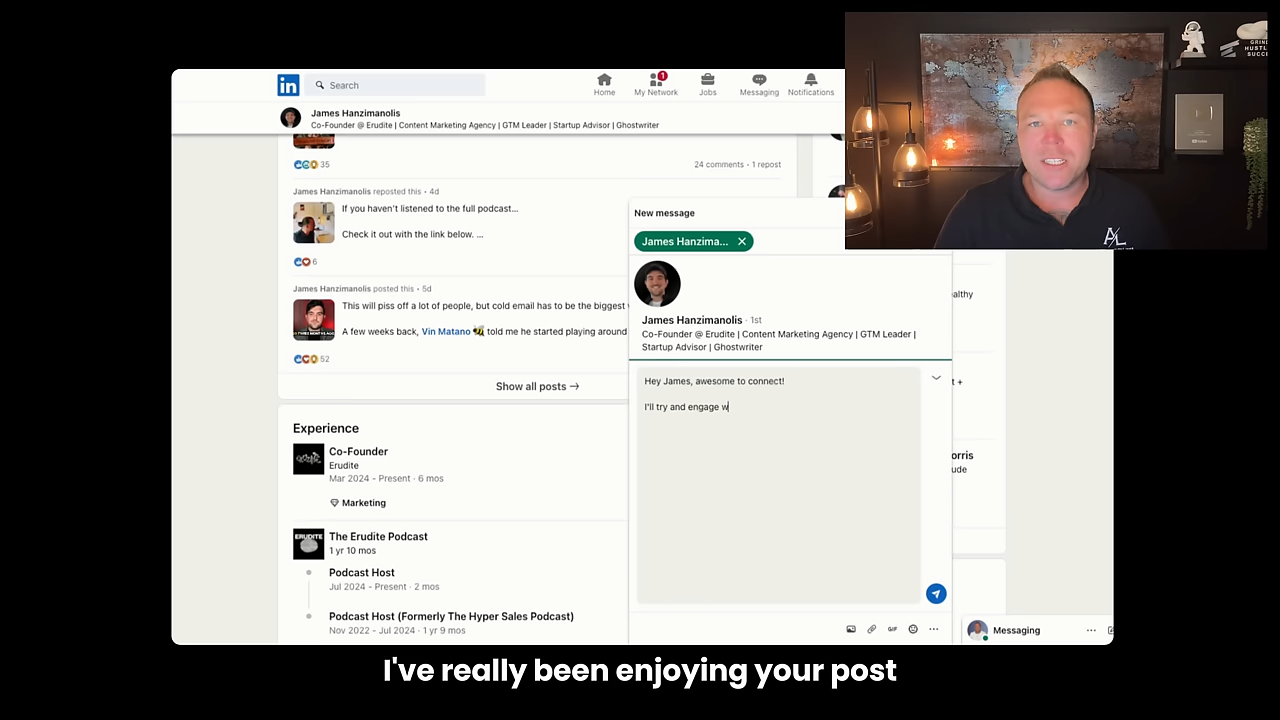 in
Search
Home
My Network
1
Jobs
Messaging
Notifications
James Hanzimanolis
Co-Founder @ Erudite | Content Marketing Agency | GTM Leader | Startup Advisor | Ghostwriter
35
24 comments · 1 repost
James Hanzimanolis reposted this • 4d
If you haven't listened to the full podcast...
Check it out with the link below. ...
6
James Hanzimanolis posted this • 5d
This will piss off a lot of people, but cold email has to be the biggest
A few weeks back, Vin Matano 🐝 told me he started playing around
52
Show all posts →
Experience
Co-Founder
Erudite
Mar 2024 - Present · 6 mos
Marketing
ERUDITE
The Erudite Podcast
1 yr 10 mos
Podcast Host
Jul 2024 - Present · 2 mos
Podcast Host (Formerly The Hyper Sales Podcast)
Nov 2022 - Jul 2024 · 1 yr 9 mos
New message
James Hanzima... ✕
James Hanzimanolis · 1st
Co-Founder @ Erudite | Content Marketing Agency | GTM Leader |
Startup Advisor | Ghostwriter
Hey James, awesome to connect!
I'll try and engage w
GIF
althy
t +
orris
ude
Messaging
GRIND
HUSTLE
SUCCE
A/L
I've really been enjoying your post